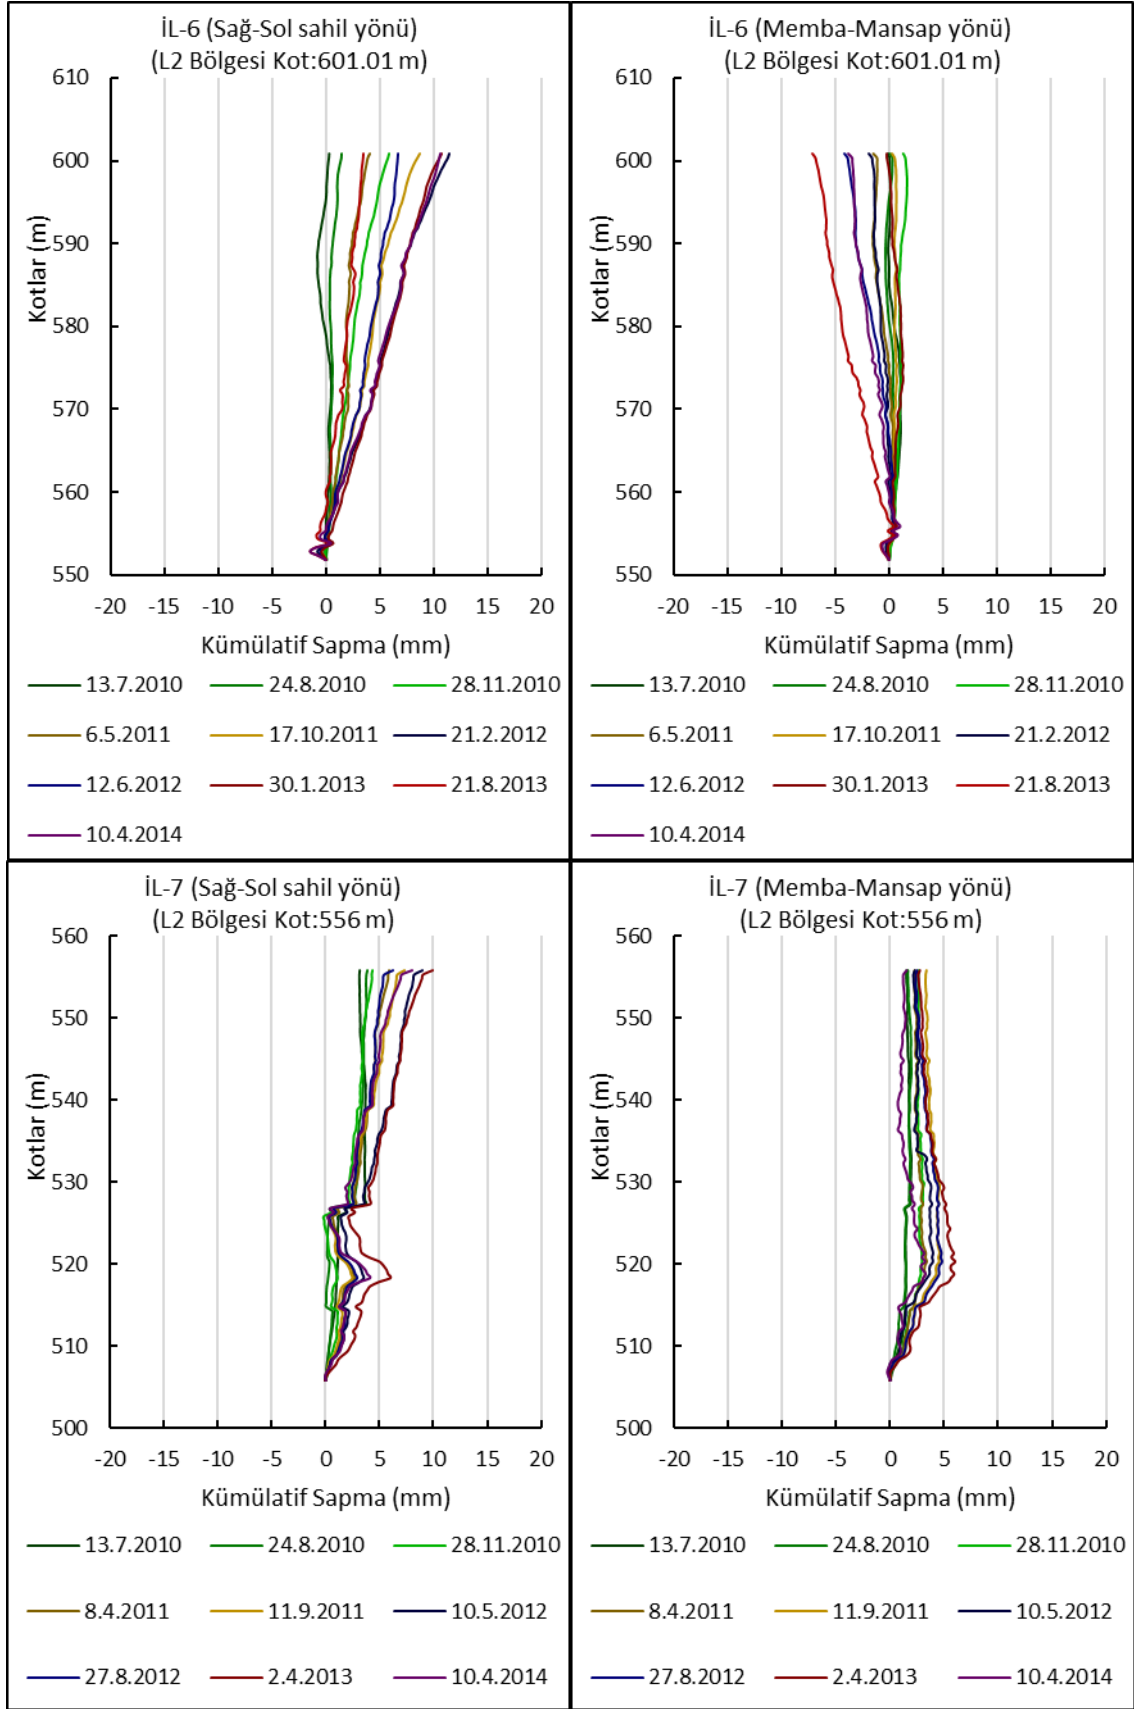 İL-6 (Sağ-Sol sahil yönü)
(L2 Bölgesi Kot:601.01 m)
610
600
590
580
570
560
550
Kotlar (m)
-20 -15 -10 -5 0 5 10 15 20
Kümülatif Sapma (mm)
13.7.2010 24.8.2010 28.11.2010
6.5.2011 17.10.2011 21.2.2012
12.6.2012 30.1.2013 21.8.2013
10.4.2014
İL-6 (Memba-Mansap yönü)
(L2 Bölgesi Kot:601.01 m)
610
600
590
580
570
560
550
Kotlar (m)
-20 -15 -10 -5 0 5 10 15 20
Kümülatif Sapma (mm)
13.7.2010 24.8.2010 28.11.2010
6.5.2011 17.10.2011 21.2.2012
12.6.2012 30.1.2013 21.8.2013
10.4.2014
İL-7 (Sağ-Sol sahil yönü)
(L2 Bölgesi Kot:556 m)
560
550
540
530
520
510
500
Kotlar (m)
-20 -15 -10 -5 0 5 10 15 20
Kümülatif Sapma (mm)
13.7.2010 24.8.2010 28.11.2010
8.4.2011 11.9.2011 10.5.2012
27.8.2012 2.4.2013 10.4.2014
İL-7 (Memba-Mansap yönü)
(L2 Bölgesi Kot:556 m)
560
550
540
530
520
510
500
Kotlar (m)
-20 -15 -10 -5 0 5 10 15 20
Kümülatif Sapma (mm)
13.7.2010 24.8.2010 28.11.2010
8.4.2011 11.9.2011 10.5.2012
27.8.2012 2.4.2013 10.4.2014